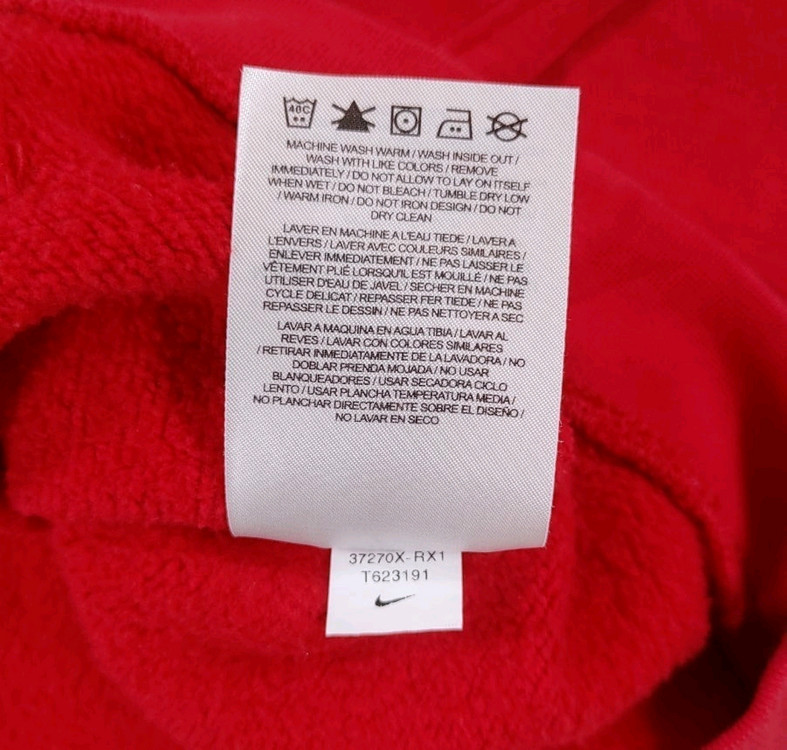 40C
MACHINE WASH WARM / WASH INSIDE OUT /
WASH WITH LIKE COLORS / REMOVE
IMMEDIATELY / DO NOT ALLOW TO LAY ON ITSELF
WHEN WET / DO NOT BLEACH / TUMBLE DRY LOW
/ WARM IRON / DO NOT IRON DESIGN / DO NOT
DRY CLEAN
LAVER EN MACHINE A L'EAU TIEDE / LAVER A
L'ENVERS / LAVER AVEC COULEURS SIMILAIRES /
ENLEVER IMMEDIATEMENT / NE PAS LAISSER LE
VÊTEMENT PLIÉ LORSQU'IL EST MOUILLÉ / NE PAS
UTILISER D'EAU DE JAVEL / SECHER EN MACHINE
CYCLE DELICAT / REPASSER FER TIEDE / NE PAS
REPASSER LE DESSIN / NE PAS NETTOYER A SEC
LAVAR A MAQUINA EN AGUA TIBIA / LAVAR AL
REVES / LAVAR CON COLORES SIMILARES
/ RETIRAR INMEDIATAMENTE DE LA LAVADORA / NO
DOBLAR PRENDA MOJADA / NO USAR
BLANQUEADORES / USAR SECADORA CICLO
LENTO / USAR PLANCHA TEMPERATURA MEDIA /
NO PLANCHAR DIRECTAMENTE SOBRE EL DISEÑO /
NO LAVAR EN SECO
37270X-RX1
T623191